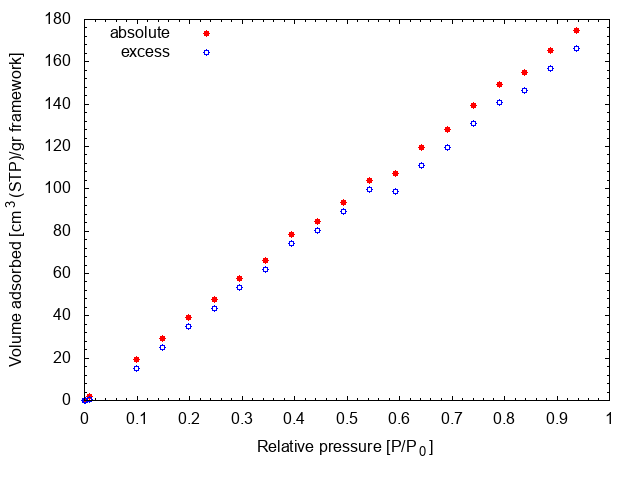 absolute
excess
180
160
140
120
100
80
60
40
20
0
0 0.1 0.2 0.3 0.4 0.5 0.6 0.7 0.8 0.9 1
Volume adsorbed [cm³(STP)/gr framework]
Relative pressure [P/P₀]